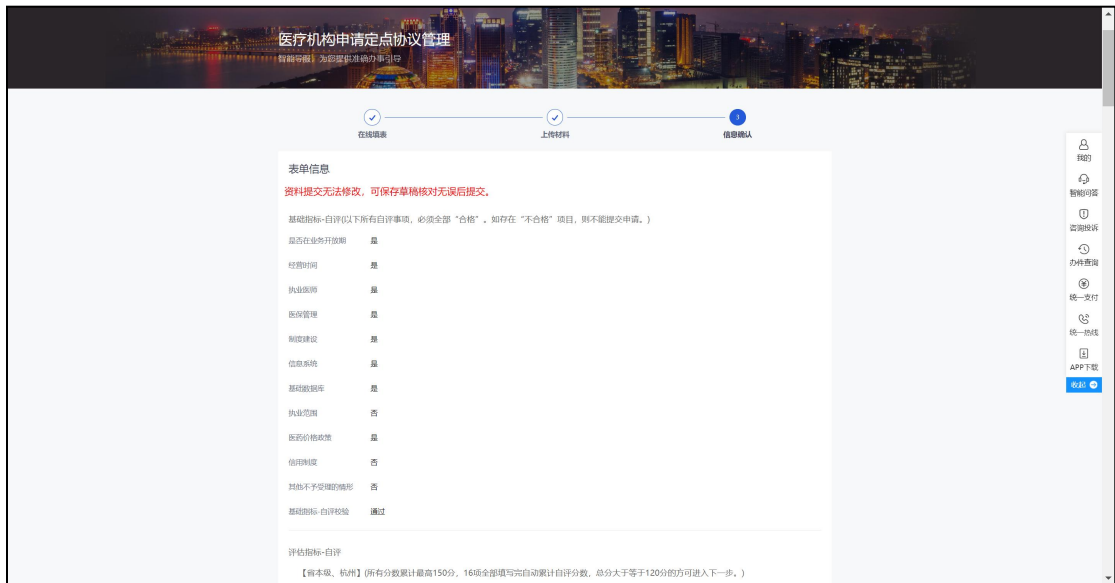 医疗机构申请定点协议管理
智能导服，为您提供准确办事引导
3
在线填表
上传材料
信息确认
表单信息
资料提交无法修改，可保存草稿核对无误后提交。
基础指标-自评(以下所有自评事项，必须全部“合格”。如存在“不合格”项目，则不能提交申请。)
是否在业务开放期 是
经营时间 是
执业医师 是
医保管理 是
制度建设 是
信息系统 是
基础数据库 是
执业范围 否
医药价格政策 是
信用制度 否
其他不予受理的情形 否
基础指标-自评校验 通过
评估指标-自评
【省本级、杭州】(所有分数累计最高150分，16项全部填写完自动累计自评分数，总分大于等于120分的方可进入下一步。)
我的
智能问答
咨询投诉
办件查询
统一支付
统一热线
APP下载
收起